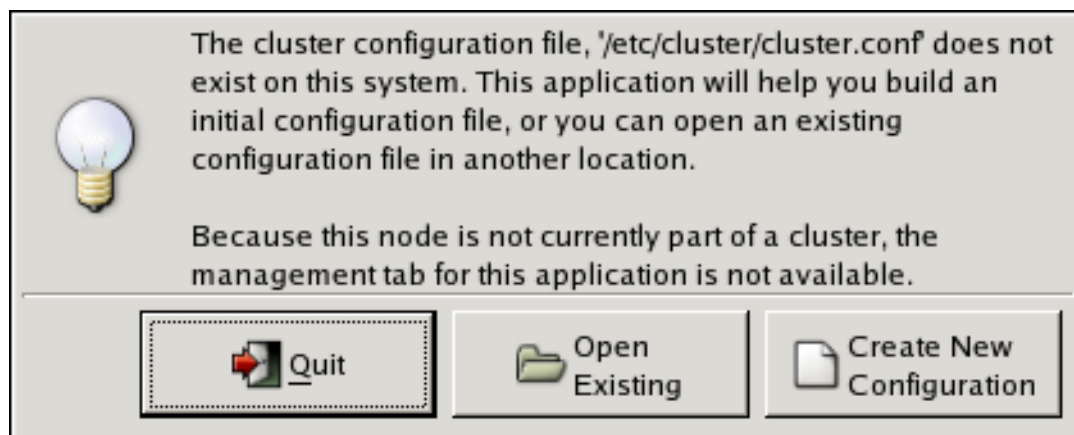 The cluster configuration file, '/etc/cluster/cluster.conf' does not
exist on this system. This application will help you build an
initial configuration file, or you can open an existing
configuration file in another location.
Because this node is not currently part of a cluster, the
management tab for this application is not available.
Quit
Open
Existing
Create New
Configuration